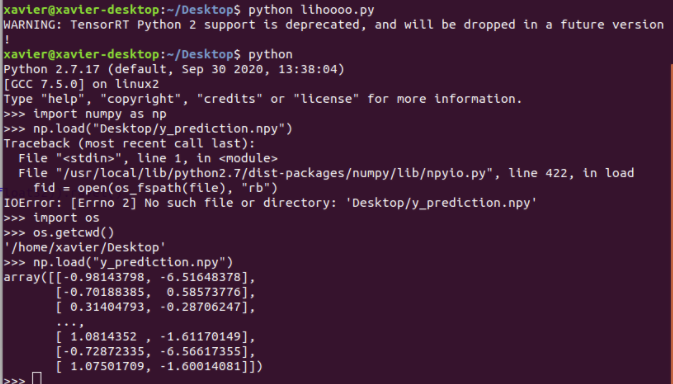 xavier@xavier-desktop:~/Desktop$ python lihoooo.py
WARNING: TensorRT Python 2 support is deprecated, and will be dropped in a future version
!
xavier@xavier-desktop:~/Desktop$ python
Python 2.7.17 (default, Sep 30 2020, 13:38:04)
[GCC 7.5.0] on linux2
Type "help", "copyright", "credits" or "license" for more information.
>>> import numpy as np
>>> np.load("Desktop/y_prediction.npy")
Traceback (most recent call last):
  File "<stdin>", line 1, in <module>
  File "/usr/local/lib/python2.7/dist-packages/numpy/lib/npyio.py", line 422, in load
    fid = open(os_fspath(file), "rb")
IOError: [Errno 2] No such file or directory: 'Desktop/y_prediction.npy'
>>> import os
>>> os.getcwd()
'/home/xavier/Desktop'
>>> np.load("y_prediction.npy")
array([[-0.98143798, -6.51648378],
       [-0.70188385,  0.58573776],
       [ 0.31404793, -0.28706247],
       ...,
       [ 1.0814352 , -1.61170149],
       [-0.72872335, -6.56617355],
       [ 1.07501709, -1.60014081]])
>>>